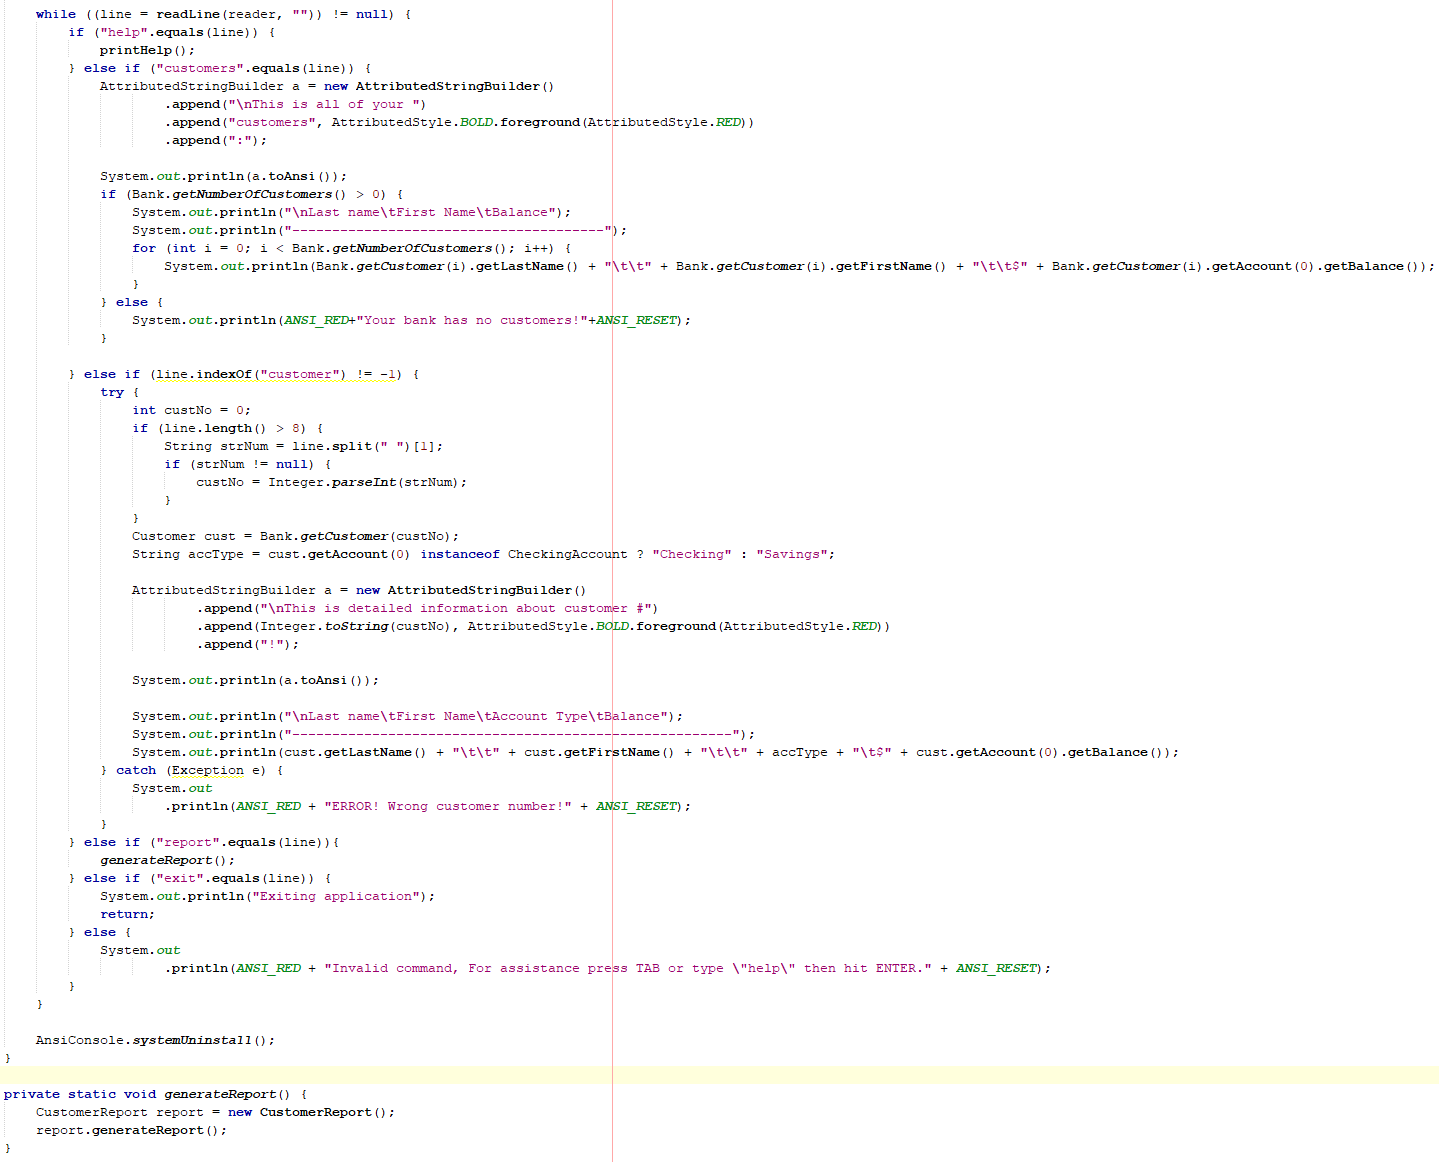 while ((line = readLine(reader, "")) != null) {
if ("help".equals(line)) {
printHelp();
} else if ("customers".equals(line)) {
AttributedStringBuilder a = new AttributedStringBuilder()
.append("\nThis is all of your ")
.append("customers", AttributedStyle.BOLD.foreground(AttributedStyle.RED))
.append(":");
System.out.println(a.toAnsi());
if (Bank.getNumberOfCustomers() > 0) {
System.out.println("\nLast name\tFirst Name\tBalance");
System.out.println("---------------------------------------");
for (int i = 0; i < Bank.getNumberOfCustomers(); i++) {
System.out.println(Bank.getCustomer(i).getLastName() + "\t\t" + Bank.getCustomer(i).getFirstName() + "\t\t$" + Bank.getCustomer(i).getAccount(0).getBalance());
}
} else {
System.out.println(ANSI_RED+"Your bank has no customers!"+ANSI_RESET);
}
} else if (line.indexOf("customer") != -1) {
try {
int custNo = 0;
if (line.length() > 8) {
String strNum = line.split(" ")[1];
if (strNum != null) {
custNo = Integer.parseInt(strNum);
}
}
Customer cust = Bank.getCustomer(custNo);
String accType = cust.getAccount(0) instanceof CheckingAccount ? "Checking" : "Savings";
AttributedStringBuilder a = new AttributedStringBuilder()
.append("\nThis is detailed information about customer #")
.append(Integer.toString(custNo), AttributedStyle.BOLD.foreground(AttributedStyle.RED))
.append("!");
System.out.println(a.toAnsi());
System.out.println("\nLast name\tFirst Name\tAccount Type\tBalance");
System.out.println("-------------------------------------------------------");
System.out.println(cust.getLastName() + "\t\t" + cust.getFirstName() + "\t\t" + accType + "\t$" + cust.getAccount(0).getBalance());
} catch (Exception e) {
System.out
.println(ANSI_RED + "ERROR! Wrong customer number!" + ANSI_RESET);
}
} else if ("report".equals(line)){
generateReport();
} else if ("exit".equals(line)) {
System.out.println("Exiting application");
return;
} else {
System.out
.println(ANSI_RED + "Invalid command, For assistance press TAB or type \"help\" then hit ENTER." + ANSI_RESET);
}
}
AnsiConsole.systemUninstall();
}
private static void generateReport() {
CustomerReport report = new CustomerReport();
report.generateReport();
}